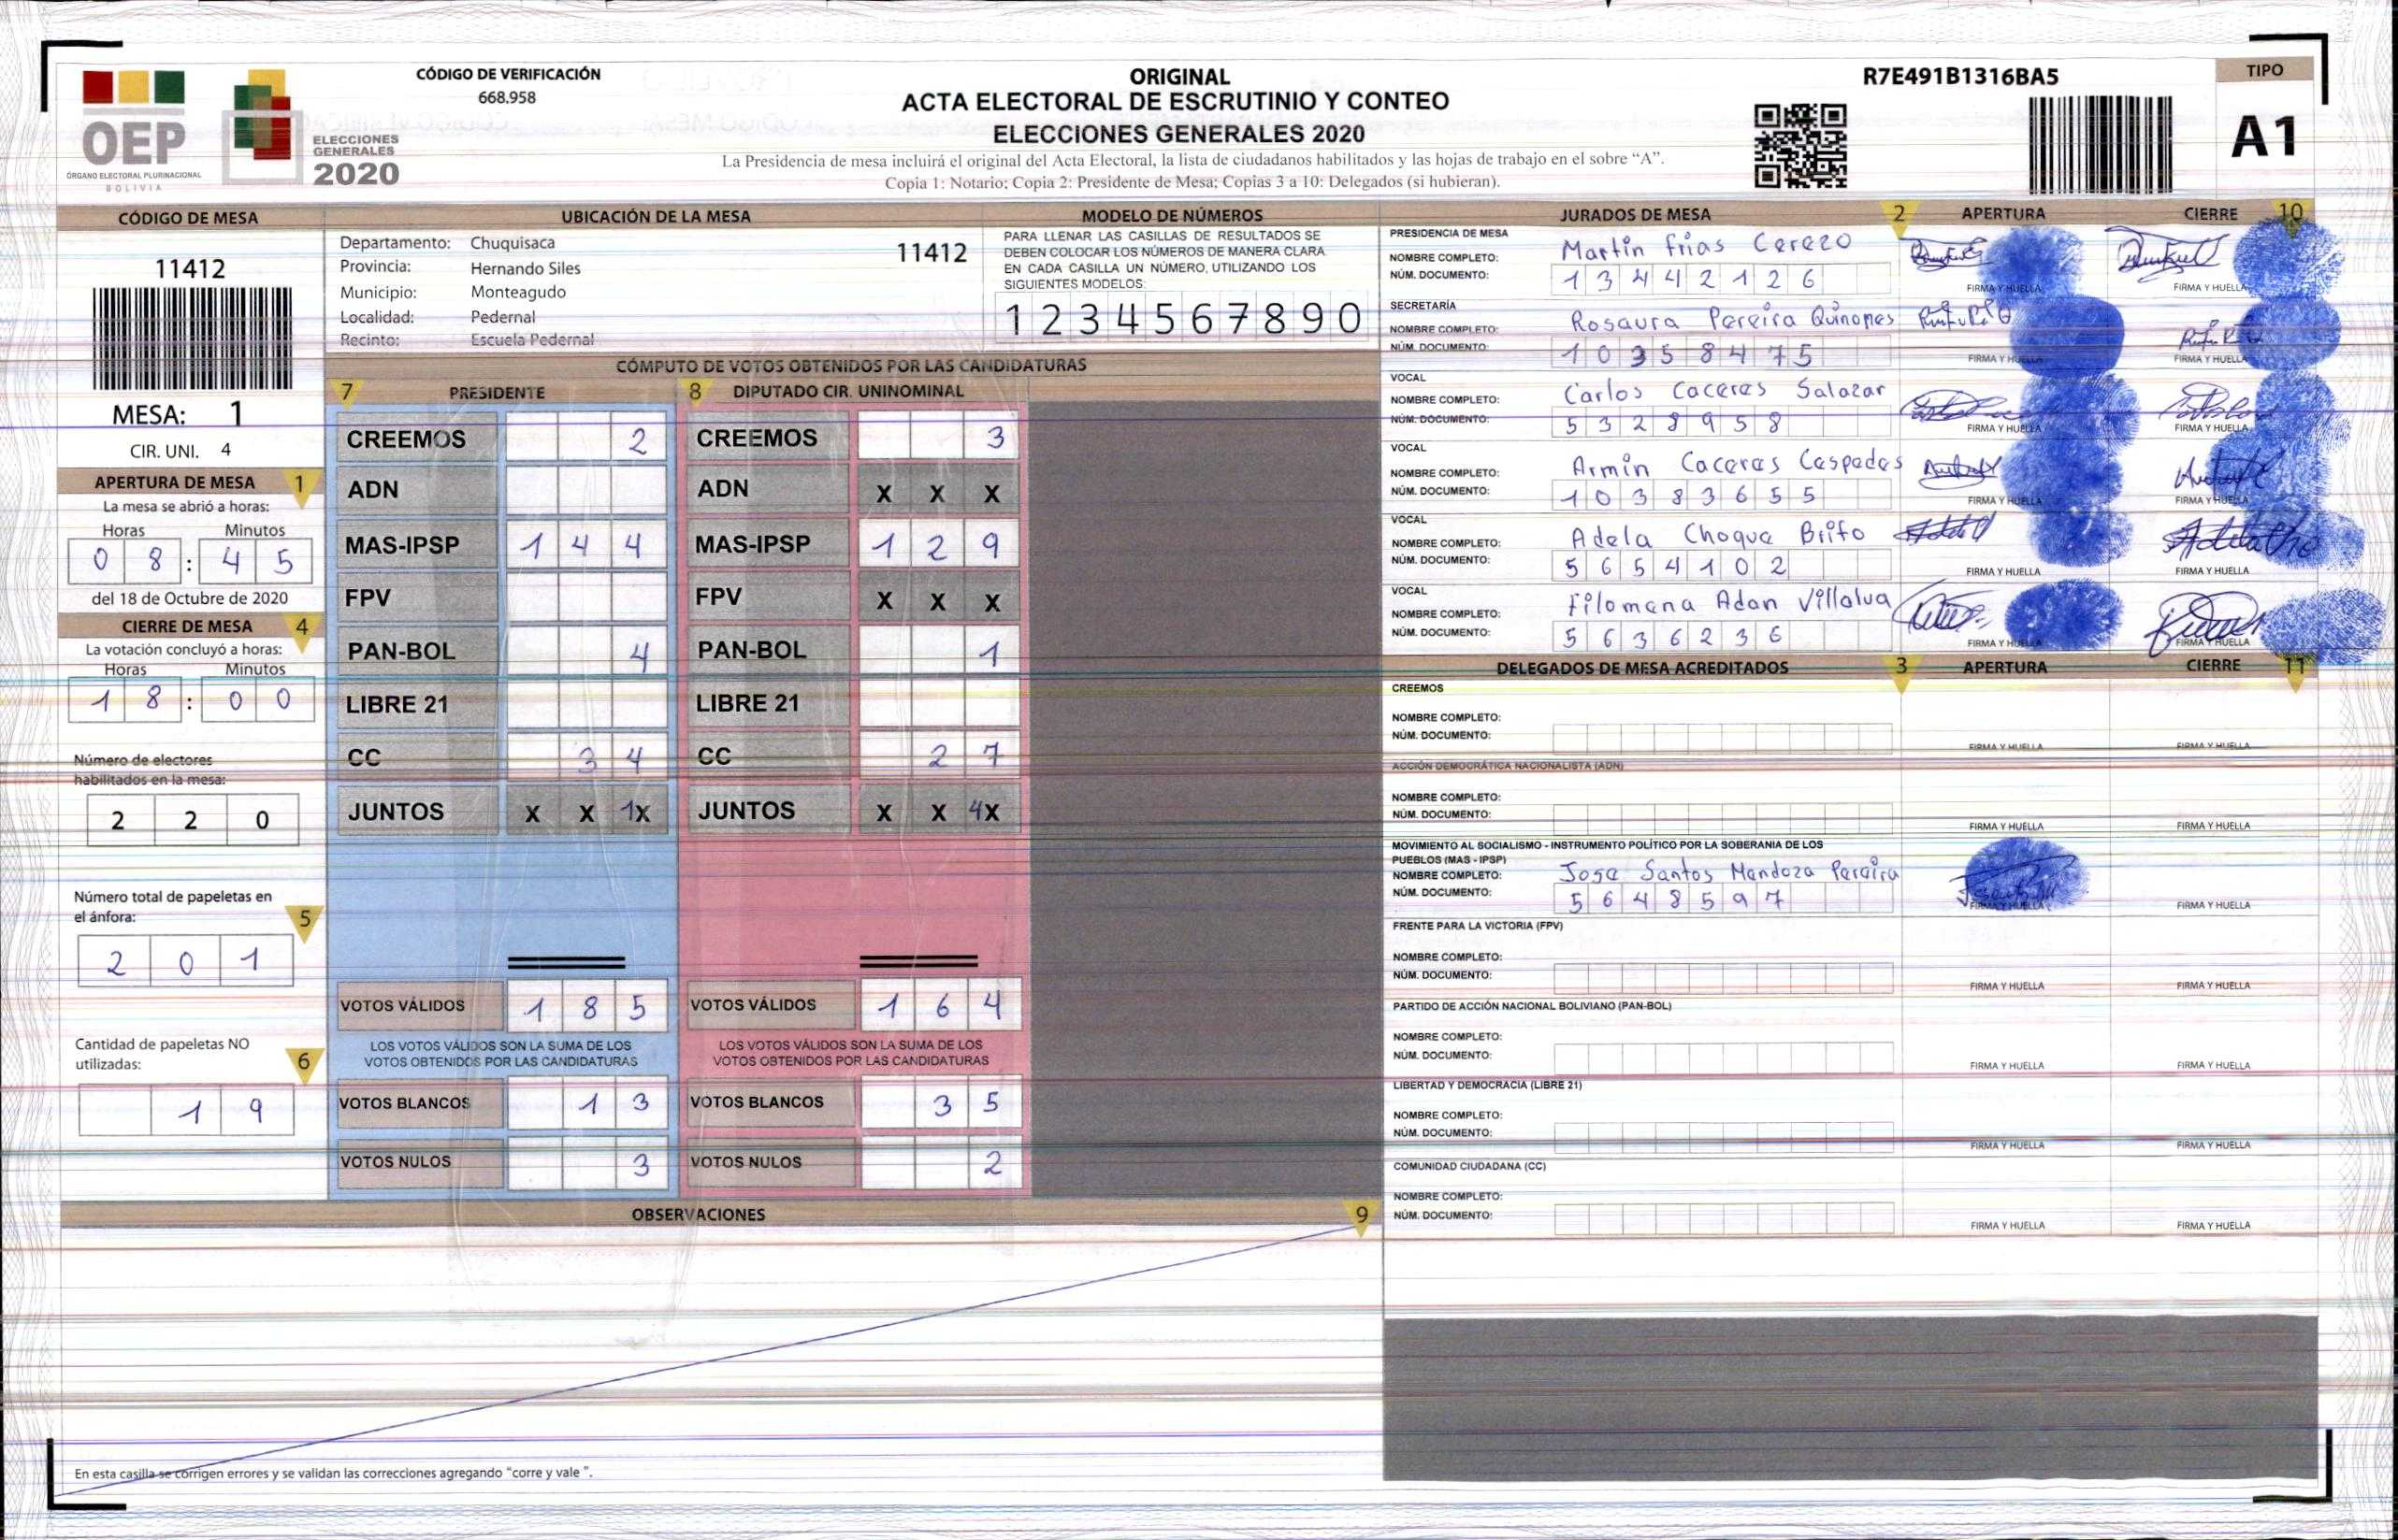 CÓDIGO DE VERIFICACIÓN
668.958
OEP
ÓRGANO ELECTORAL PLURINACIONAL
BOLIVIA
ELECCIONES
GENERALES
2020
ORIGINAL
ACTA ELECTORAL DE ESCRUTINIO Y CONTEO
ELECCIONES GENERALES 2020
La Presidencia de mesa incluirá el original del Acta Electoral, la lista de ciudadanos habilitados y las hojas de trabajo en el sobre “A”.
Copia 1: Notario; Copia 2: Presidente de Mesa; Copias 3 a 10: Delegados (si hubieran).
R7E491B1316BA5
TIPO
A1
CÓDIGO DE MESA
11412
MESA: 1
CIR. UNI. 4
APERTURA DE MESA 1
La mesa se abrió a horas:
Horas Minutos
0 8 : 4 5
del 18 de Octubre de 2020
CIERRE DE MESA 4
La votación concluyó a horas:
Horas Minutos
1 8 : 0 0
Número de electores
habilitados en la mesa:
2 2 0
Número total de papeletas en
el ánfora: 5
2 0 1
Cantidad de papeletas NO
utilizadas: 6
1 9
UBICACIÓN DE LA MESA
Departamento: Chuquisaca 11412
Provincia: Hernando Siles
Municipio: Monteagudo
Localidad: Pedernal
Recinto: Escuela Pedernal
MODELO DE NÚMEROS
PARA LLENAR LAS CASILLAS DE RESULTADOS SE
DEBEN COLOCAR LOS NÚMEROS DE MANERA CLARA
EN CADA CASILLA UN NÚMERO, UTILIZANDO LOS
SIGUIENTES MODELOS:
1 2 3 4 5 6 7 8 9 0
CÓMPUTO DE VOTOS OBTENIDOS POR LAS CANDIDATURAS
7 PRESIDENTE
CREEMOS 2
ADN
MAS-IPSP 1 4 4
FPV
PAN-BOL 4
LIBRE 21
CC 3 4
JUNTOS X X 1X
VOTOS VÁLIDOS 1 8 5
LOS VOTOS VÁLIDOS SON LA SUMA DE LOS
VOTOS OBTENIDOS POR LAS CANDIDATURAS
VOTOS BLANCOS 1 3
VOTOS NULOS 3
8 DIPUTADO CIR. UNINOMINAL
CREEMOS 3
ADN X X X
MAS-IPSP 1 2 9
FPV X X X
PAN-BOL 1
LIBRE 21
CC 2 7
JUNTOS X X 4X
VOTOS VÁLIDOS 1 6 4
LOS VOTOS VÁLIDOS SON LA SUMA DE LOS
VOTOS OBTENIDOS POR LAS CANDIDATURAS
VOTOS BLANCOS 3 5
VOTOS NULOS 2
OBSERVACIONES 9
En esta casilla se corrigen errores y se validan las correcciones agregando “corre y vale ”.
JURADOS DE MESA 2 APERTURA CIERRE 10
PRESIDENCIA DE MESA
NOMBRE COMPLETO: Martin frias Cerezo
NÚM. DOCUMENTO: 1 3 4 4 2 1 2 6 FIRMA Y HUELLA FIRMA Y HUELLA
SECRETARÍA
NOMBRE COMPLETO: Rosaura Pereira Quinones
NÚM. DOCUMENTO: 1 0 3 5 8 4 7 5 FIRMA Y HUELLA FIRMA Y HUELLA
VOCAL
NOMBRE COMPLETO: Carlos Caceres Salazar
NÚM. DOCUMENTO: 5 3 2 8 9 5 8 FIRMA Y HUELLA FIRMA Y HUELLA
VOCAL
NOMBRE COMPLETO: Armin Caceres Cespedes
NÚM. DOCUMENTO: 1 0 3 8 3 6 5 5 FIRMA Y HUELLA FIRMA Y HUELLA
VOCAL
NOMBRE COMPLETO: Adela Choque Brito
NÚM. DOCUMENTO: 5 6 5 4 1 0 2 FIRMA Y HUELLA FIRMA Y HUELLA
VOCAL
NOMBRE COMPLETO: Filomena Adan Villalva
NÚM. DOCUMENTO: 5 6 3 6 2 3 6 FIRMA Y HUELLA FIRMA Y HUELLA
DELEGADOS DE MESA ACREDITADOS 3 APERTURA CIERRE 11
CREEMOS
NOMBRE COMPLETO:
NÚM. DOCUMENTO: FIRMA Y HUELLA FIRMA Y HUELLA
ACCIÓN DEMOCRÁTICA NACIONALISTA (ADN)
NOMBRE COMPLETO:
NÚM. DOCUMENTO: FIRMA Y HUELLA FIRMA Y HUELLA
MOVIMIENTO AL SOCIALISMO - INSTRUMENTO POLÍTICO POR LA SOBERANIA DE LOS
PUEBLOS (MAS - IPSP)
NOMBRE COMPLETO: Jose Santos Mendoza Pereira
NÚM. DOCUMENTO: 5 6 4 8 5 9 7 FIRMA Y HUELLA FIRMA Y HUELLA
FRENTE PARA LA VICTORIA (FPV)
NOMBRE COMPLETO:
NÚM. DOCUMENTO: FIRMA Y HUELLA FIRMA Y HUELLA
PARTIDO DE ACCIÓN NACIONAL BOLIVIANO (PAN-BOL)
NOMBRE COMPLETO:
NÚM. DOCUMENTO: FIRMA Y HUELLA FIRMA Y HUELLA
LIBERTAD Y DEMOCRACIA (LIBRE 21)
NOMBRE COMPLETO:
NÚM. DOCUMENTO: FIRMA Y HUELLA FIRMA Y HUELLA
COMUNIDAD CIUDADANA (CC)
NOMBRE COMPLETO:
NÚM. DOCUMENTO: FIRMA Y HUELLA FIRMA Y HUELLA